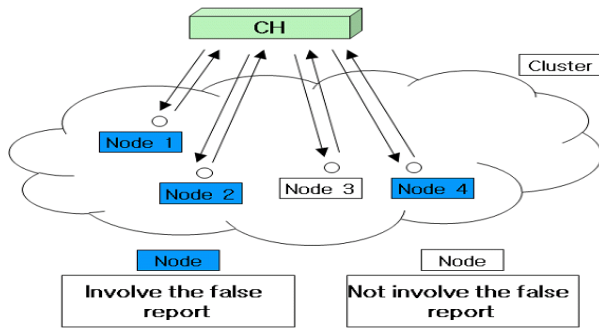 CH
Cluster
Node 1
Node 2
Node 3
Node 4
Node
Node
Involve the false
report
Not involve the false
report